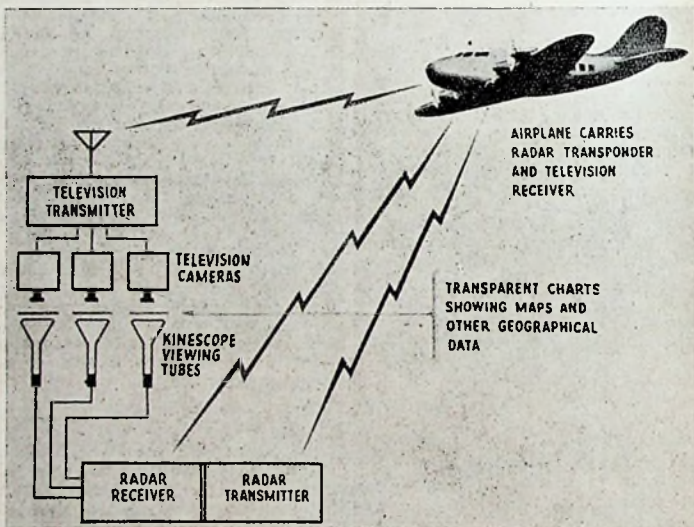 AIRPLANE CARRIES
RADAR TRANSPONDER
AND TELEVISION
RECEIVER
TELEVISION
TRANSMITTER
TELEVISION
CAMERAS
TRANSPARENT CHARTS
SHOWING MAPS AND
OTHER GEOGRAPHICAL
DATA
KINESCOPE
VIEWING
TUBES
RADAR
RECEIVER
RADAR
TRANSMITTER